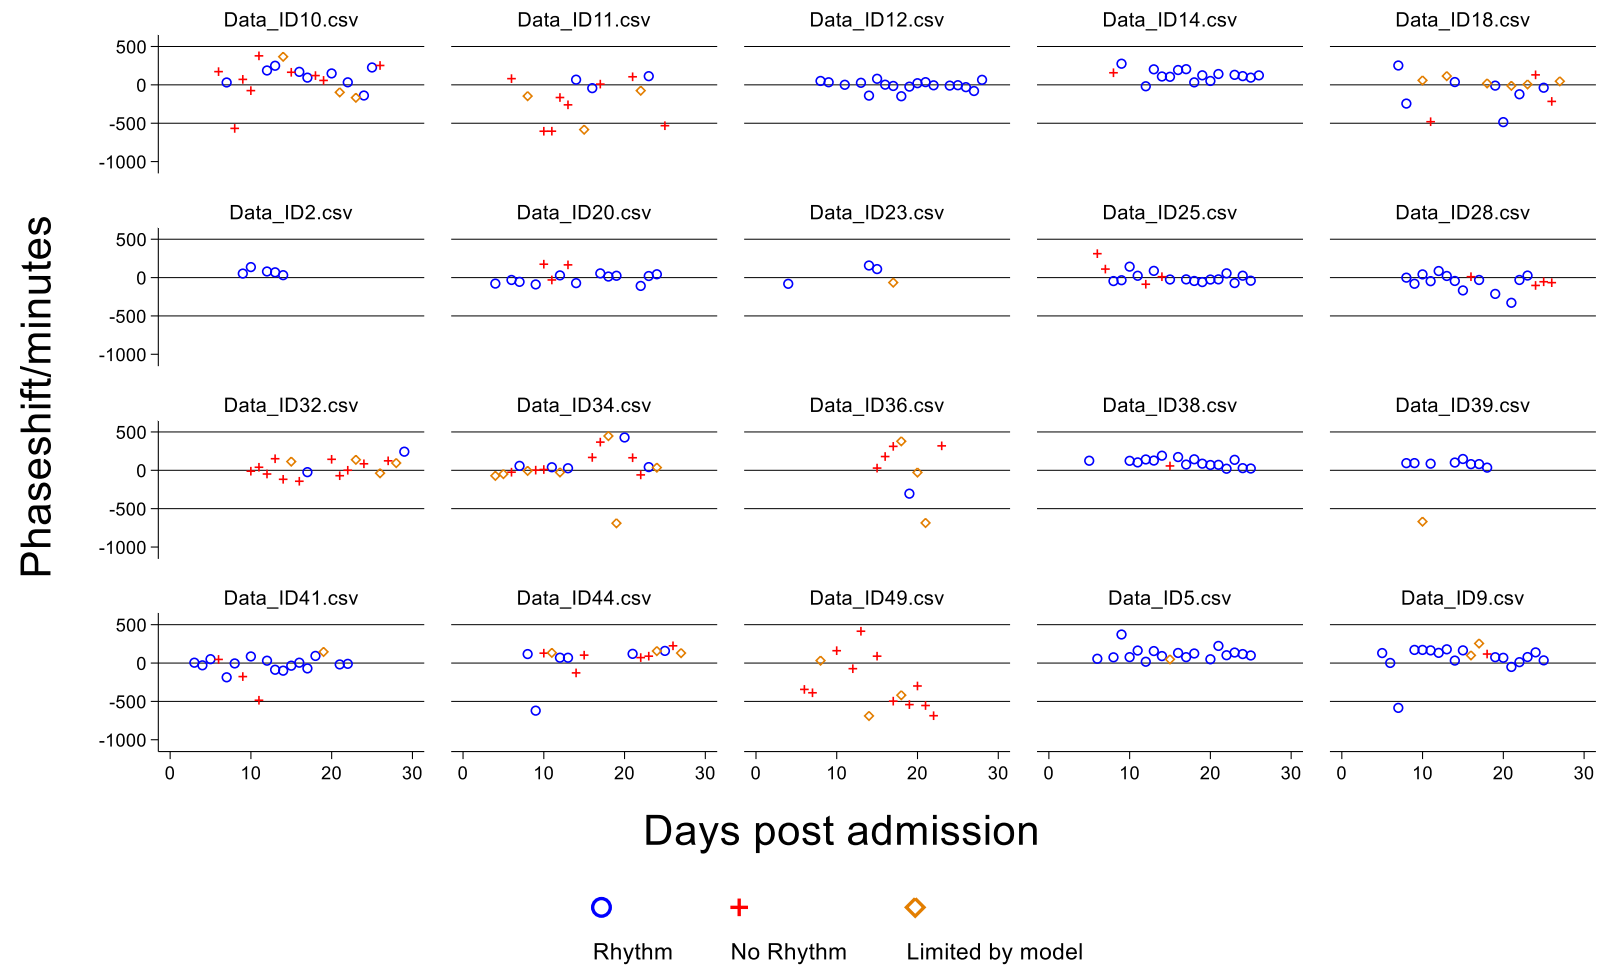 Data_ID10.csv Data_ID11.csv Data_ID12.csv Data_ID14.csv Data_ID18.csv
500
0
-500
-1000
Data_ID2.csv Data_ID20.csv Data_ID23.csv Data_ID25.csv Data_ID28.csv
500
0
-500
-1000
Phaseshift/minutes
Data_ID32.csv Data_ID34.csv Data_ID36.csv Data_ID38.csv Data_ID39.csv
500
0
-500
-1000
Data_ID41.csv Data_ID44.csv Data_ID49.csv Data_ID5.csv Data_ID9.csv
500
0
-500
-1000
0 10 20 30 0 10 20 30 0 10 20 30 0 10 20 30 0 10 20 30
Days post admission
Rhythm No Rhythm Limited by model